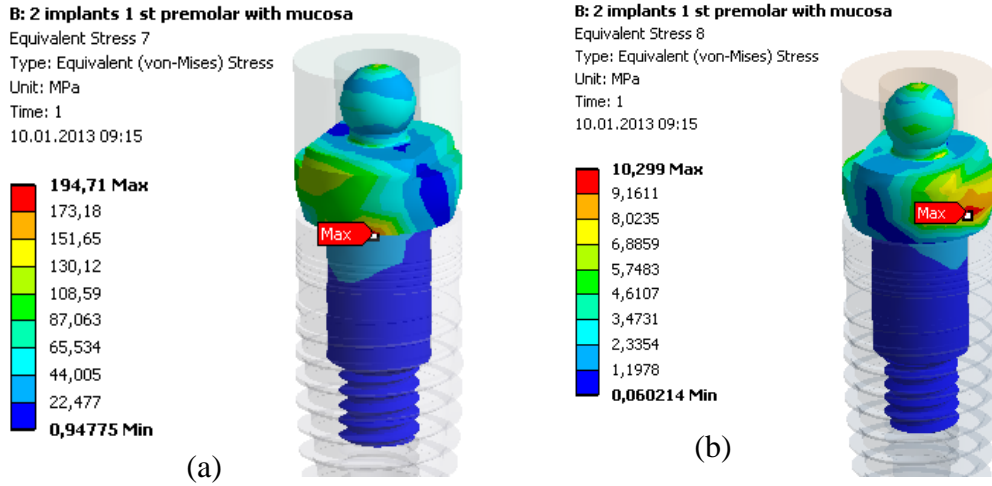 B: 2 implants 1 st premolar with mucosa
Equivalent Stress 7
Type: Equivalent (von-Mises) Stress
Unit: MPa
Time: 1
10.01.2013 09:15
194,71 Max
173,18
151,65
130,12
108,59
87,063
65,534
44,005
22,477
0,94775 Min
Max
(a)
B: 2 implants 1 st premolar with mucosa
Equivalent Stress 8
Type: Equivalent (von-Mises) Stress
Unit: MPa
Time: 1
10.01.2013 09:15
10,299 Max
9,1611
8,0235
6,8859
5,7483
4,6107
3,4731
2,3354
1,1978
0,060214 Min
Max
(b)